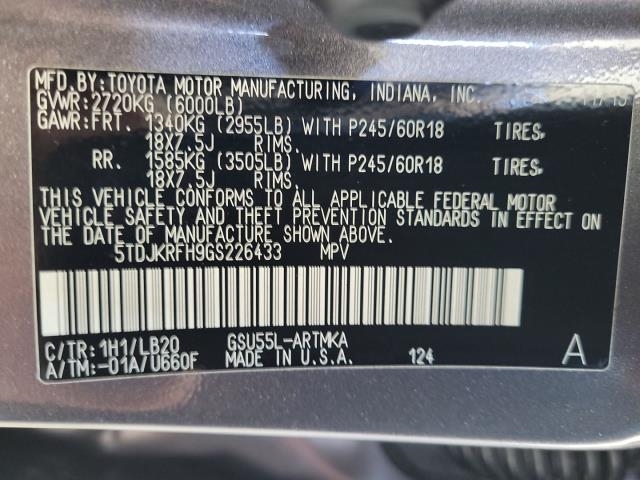 MFD.BY:TOYOTA MOTOR MANUFACTURING, INDIANA, INC.
GVWR:2720KG (6000LB)
GAWR:FRT. 1340KG (2955LB) WITH P245/60R18 TIRES,
18X7.5J RIMS,
RR. 1585KG (3505LB) WITH P245/60R18 TIRES,
18X7.5J RIMS,
THIS VEHICLE CONFORMS TO ALL APPLICABLE FEDERAL MOTOR
VEHICLE SAFETY AND THEFT PREVENTION STANDARDS IN EFFECT ON
THE DATE OF MANUFACTURE SHOWN ABOVE.
5TDJKRFH9GS226433 MPV
C/TR:1H1/LB20 GSU55L-ARTMKA
A/TM:-01A/U660F MADE IN U.S.A. 124 A